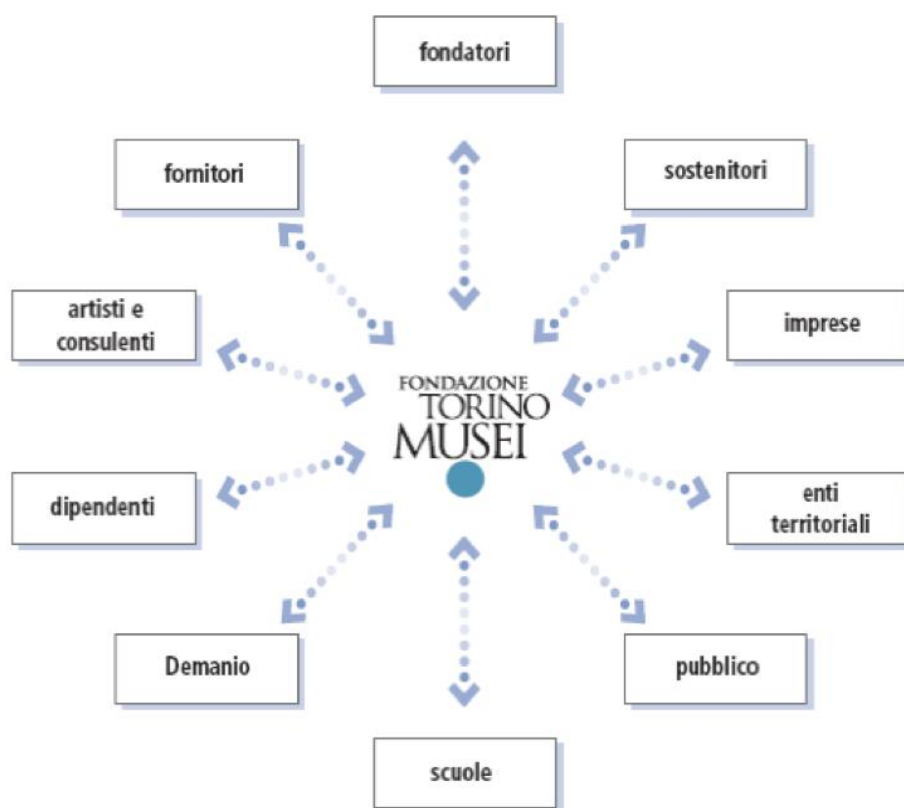 fondatori
fornitori
sostenitori
artisti e
consulenti
imprese
FONDAZIONE
TORINO
MUSEI
dipendenti
enti
territoriali
Demanio
pubblico
scuole